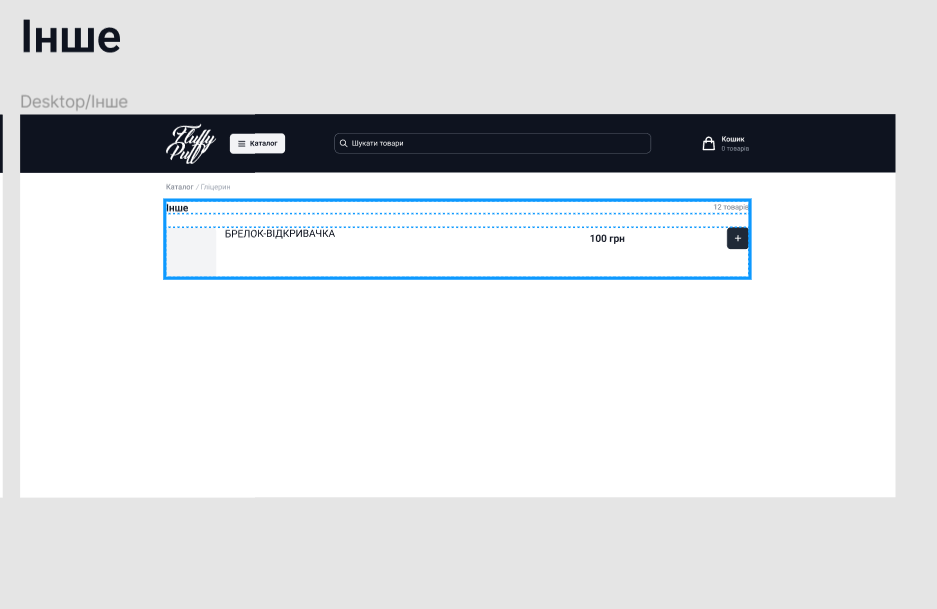 Інше
Desktop/Інше
Fluffy
Puff
Каталог
Шукати товари
Кошик
0 товарів
Каталог / Гліцерин
Інше
12 товарів
БРЕЛОК-ВІДКРИВАЧКА
100 грн
+